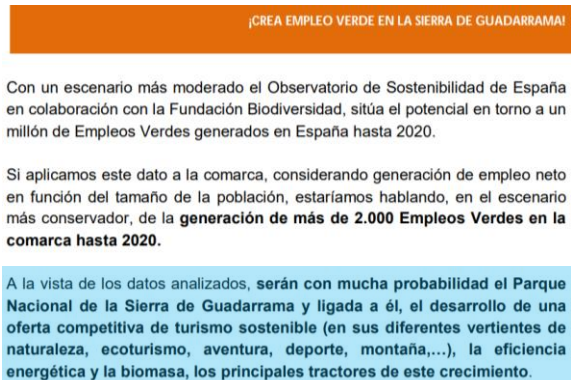 ¡CREA EMPLEO VERDE EN LA SIERRA DE GUADARRAMA!
Con un escenario más moderado el Observatorio de Sostenibilidad de España
en colaboración con la Fundación Biodiversidad, sitúa el potencial en torno a un
millón de Empleos Verdes generados en España hasta 2020.
Si aplicamos este dato a la comarca, considerando generación de empleo neto
en función del tamaño de la población, estaríamos hablando, en el escenario
más conservador, de la generación de más de 2.000 Empleos Verdes en la
comarca hasta 2020.
A la vista de los datos analizados, serán con mucha probabilidad el Parque
Nacional de la Sierra de Guadarrama y ligada a él, el desarrollo de una
oferta competitiva de turismo sostenible (en sus diferentes vertientes de
naturaleza, ecoturismo, aventura, deporte, montaña,...), la eficiencia
energética y la biomasa, los principales tractores de este crecimiento.